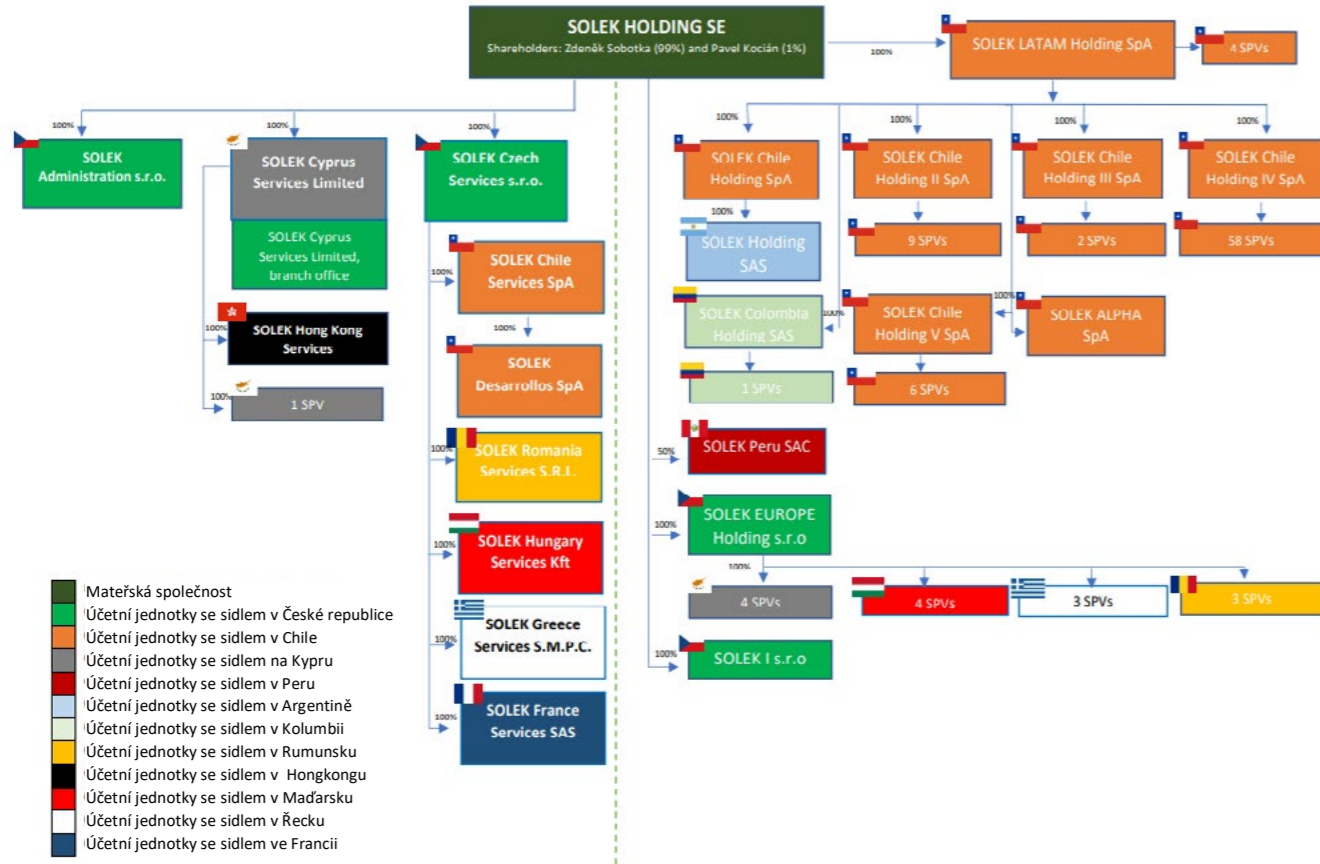 SOLEK HOLDING SE
Shareholders: Zdeněk Sobotka (99%) and Pavel Kocián (1%)
100%
SOLEK LATAM Holding SpA
4 SPVs
100%
SOLEK
Administration s.r.o.
100%
SOLEK Cyprus
Services Limited
SOLEK Cyprus
Services Limited,
branch office
100%
SOLEK Hong Kong
Services
100%
1 SPV
100%
SOLEK Czech
Services s.r.o.
100%
SOLEK Chile
Services SpA
100%
SOLEK
Desarrollos SpA
100%
SOLEK Romania
Services S.R.L.
100%
SOLEK Hungary
Services Kft
100%
SOLEK Greece
Services S.M.P.C.
100%
SOLEK France
Services SAS
100%
SOLEK Chile
Holding SpA
100%
SOLEK Chile
Holding II SpA
100%
SOLEK Chile
Holding III SpA
100%
SOLEK Chile
Holding IV SpA
100%
SOLEK Holding
SAS
9 SPVs
2 SPVs
58 SPVs
SOLEK Colombia
Holding SAS
100%
SOLEK Chile
Holding V SpA
100%
SOLEK ALPHA
SpA
1 SPVs
6 SPVs
50%
SOLEK Peru SAC
100%
SOLEK EUROPE
Holding s.r.o
100%
4 SPVs
4 SPVs
3 SPVs
3 SPVs
100%
SOLEK I s.r.o
Mateřská společnost
Účetní jednotky se sídlem v České republice
Účetní jednotky se sídlem v Chile
Účetní jednotky se sídlem na Kypru
Účetní jednotky se sídlem v Peru
Účetní jednotky se sídlem v Argentině
Účetní jednotky se sídlem v Kolumbii
Účetní jednotky se sídlem v Rumunsku
Účetní jednotky se sídlem v Hongkongu
Účetní jednotky se sídlem v Maďarsku
Účetní jednotky se sídlem v Řecku
Účetní jednotky se sídlem ve Francii